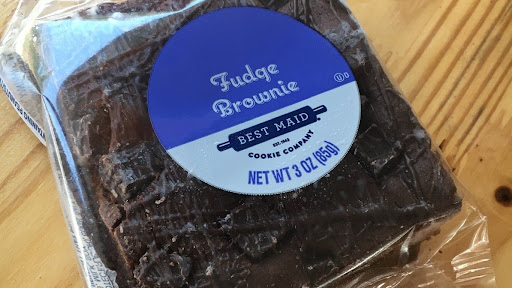 Fudge
Brownie
BEST MAID
COOKIE COMPANY
NET WT 3 OZ (85g)